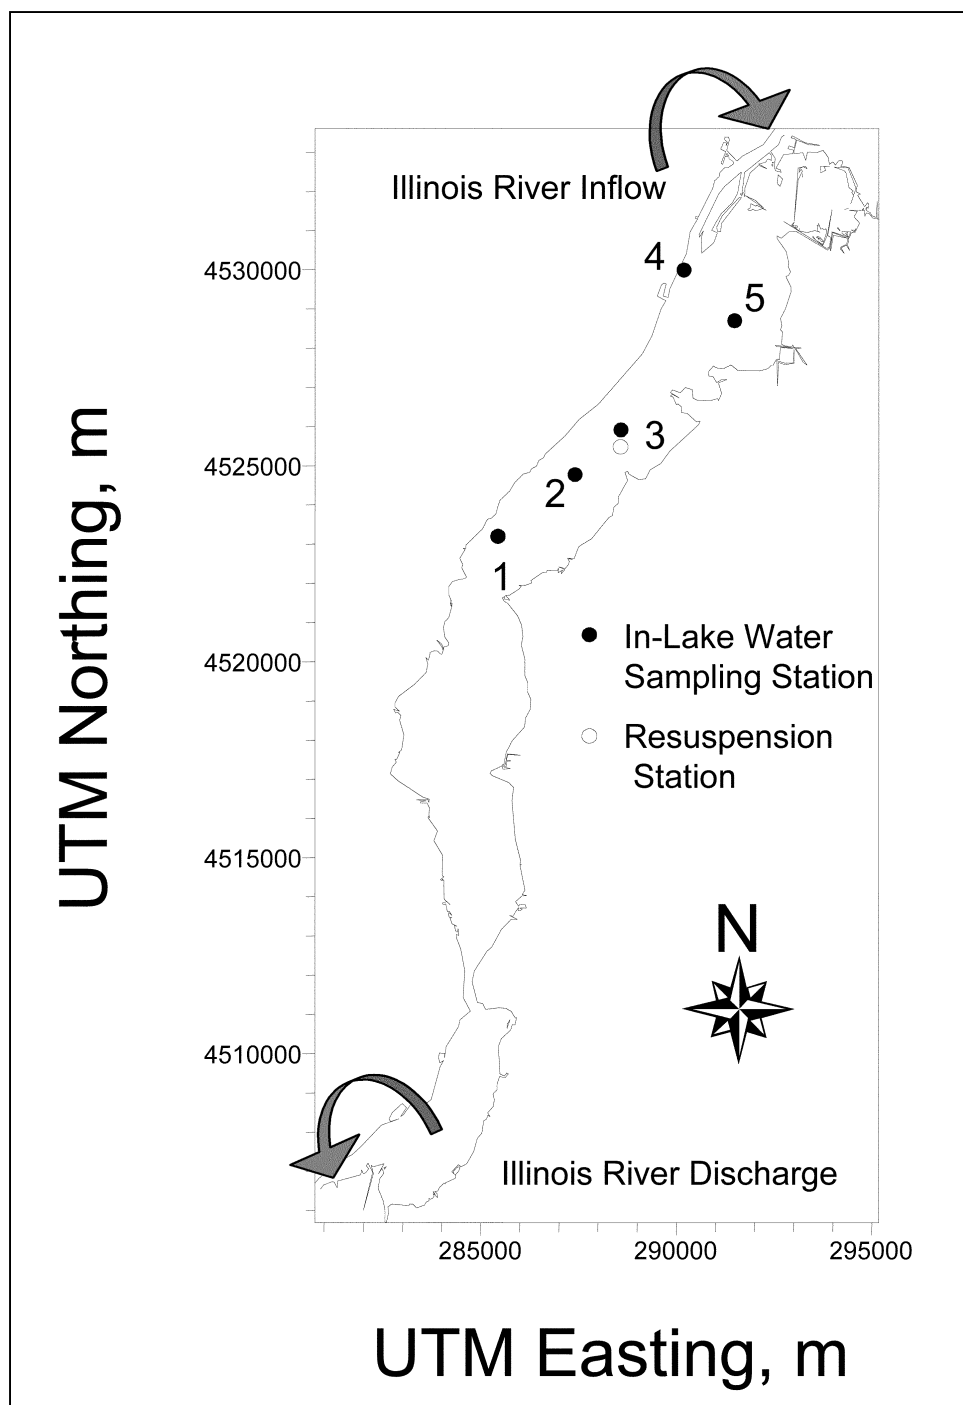 Illinois River Inflow
4
4530000
5
3
4525000
2
1
In-Lake Water
Sampling Station
4520000
Resuspension
Station
4515000
N
4510000
Illinois River Discharge
285000
290000
295000
UTM Northing, m
UTM Easting, m